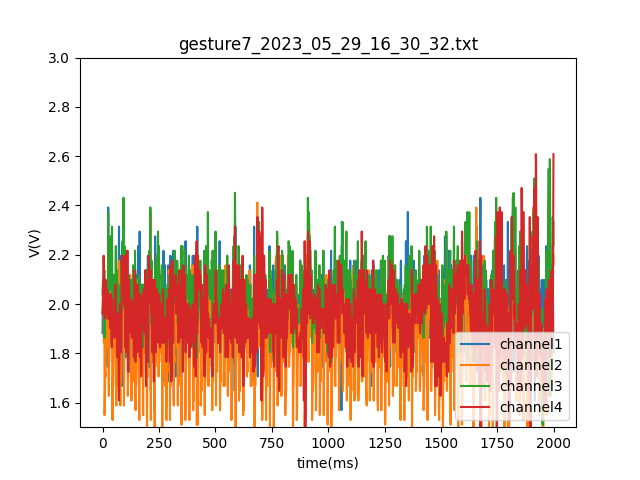 gesture7_2023_05_29_16_30_32.txt
3.0
2.8
2.6
2.4
2.2
2.0
1.8
1.6
V(V)
channel1
channel2
channel3
channel4
0 250 500 750 1000 1250 1500 1750 2000
time(ms)